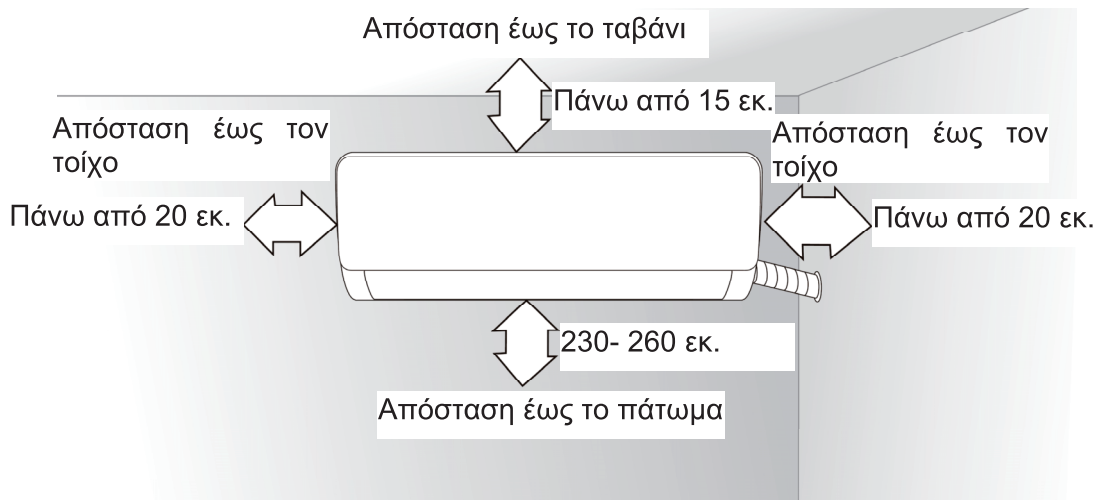 Απόσταση έως το ταβάνι
Πάνω από 15 εκ.
Απόσταση έως τον
τοίχο
Πάνω από 20 εκ.
Απόσταση έως τον
τοίχο
Πάνω από 20 εκ.
230- 260 εκ.
Απόσταση έως το πάτωμα